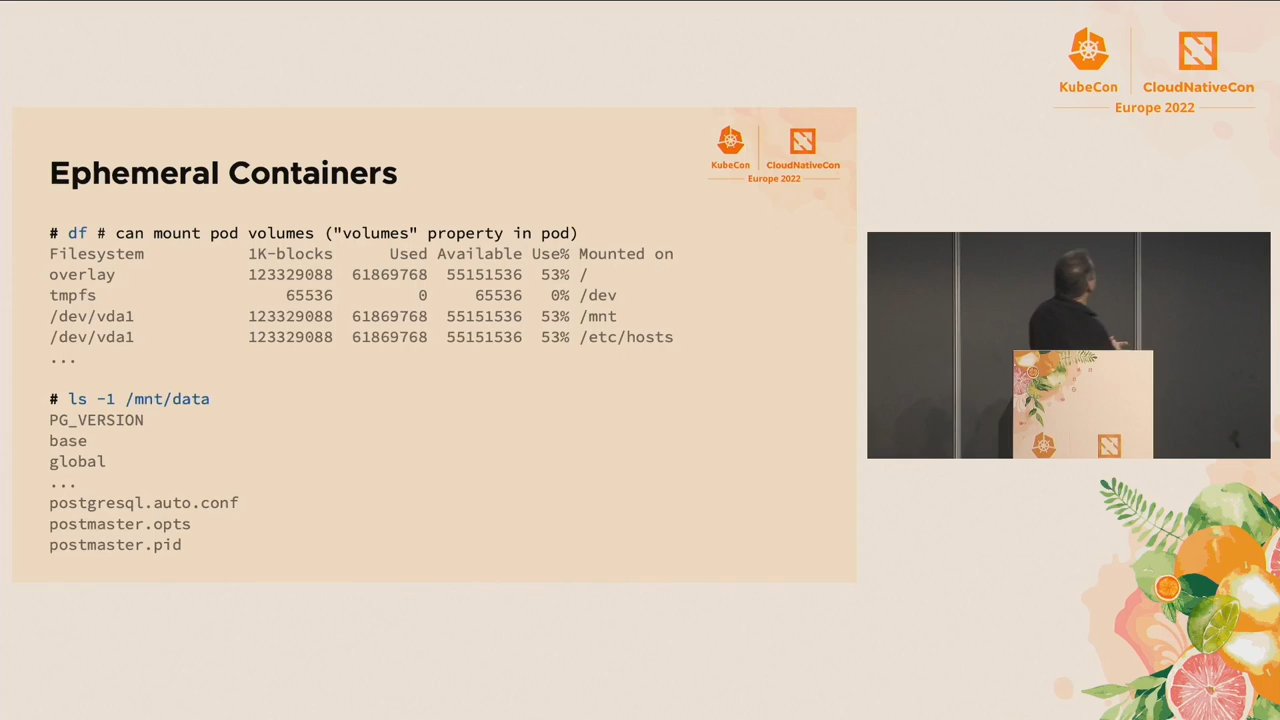 KubeCon
CloudNativeCon
Europe 2022
KubeCon
CloudNativeCon
Europe 2022
Ephemeral Containers
# df # can mount pod volumes ("volumes" property in pod)
Filesystem 1K-blocks Used Available Use% Mounted on
overlay 123329088 61869768 55151536 53% /
tmpfs 65536 0 65536 0% /dev
/dev/vda1 123329088 61869768 55151536 53% /mnt
/dev/vda1 123329088 61869768 55151536 53% /etc/hosts
...
# ls -1 /mnt/data
PG_VERSION
base
global
...
postgresql.auto.conf
postmaster.opts
postmaster.pid